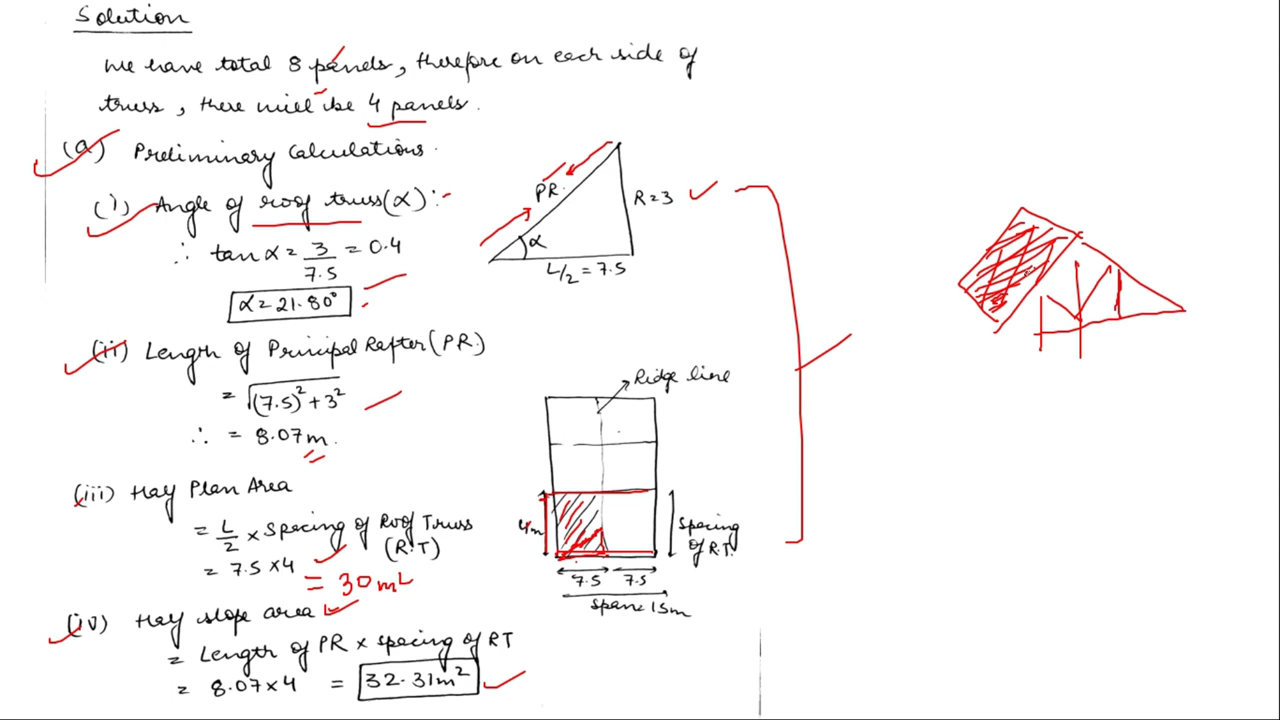 Solution
We have total 8 panels, therefore on each side of
truss, there will be 4 panels.
(a) Preliminary Calculations.
(i) Angle of roof truss(α) :-
∴ tan α = 3/7.5 = 0.4
α = 21.80°
(ii) Length of Principal Rafter (PR)
= √(7.5)² + 3²
∴ = 8.07m.
(iii) Hay Plan Area
= L/2 × Spacing of Roof Truss
(R.T)
= 7.5 × 4
= 30 m²
(iv) Hay slope area
= Length of PR × spacing of RT
= 8.07 × 4 = 32.31m²
PR.
R = 3
α
L/2 = 7.5
Ridge line
4m
Spacing
of R.T.
7.5 7.5
span = 15m